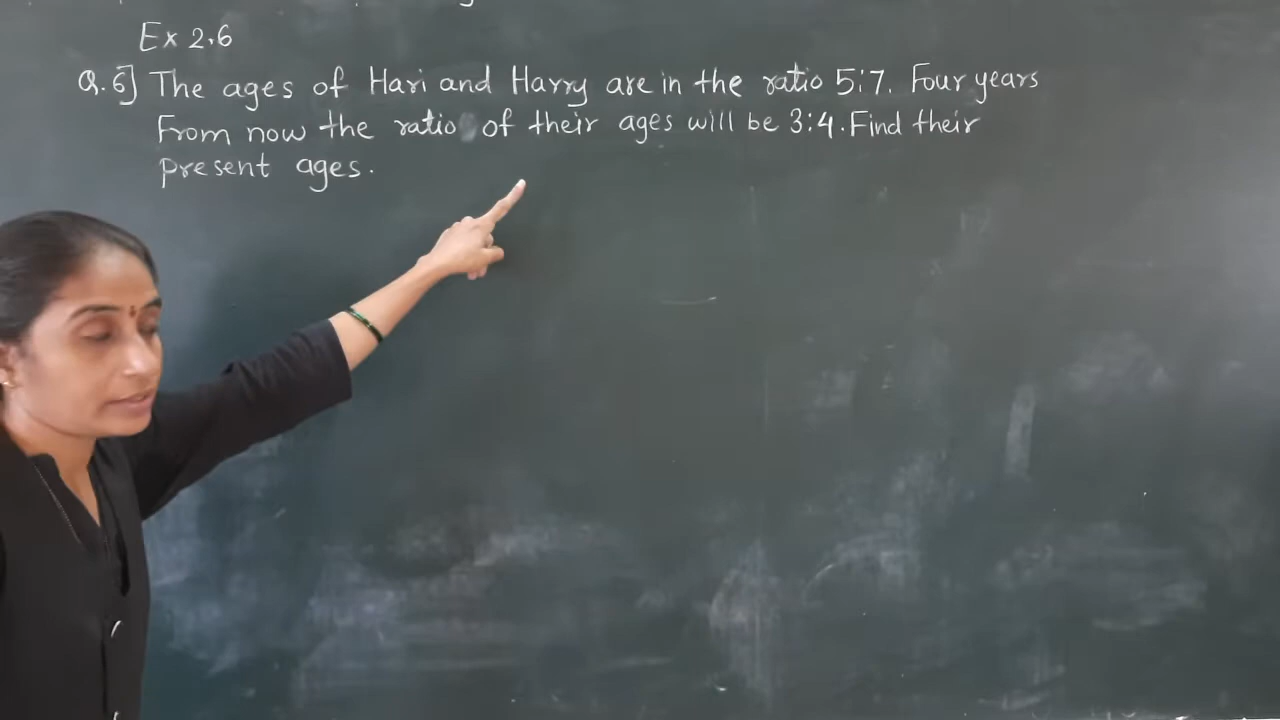 Ex 2.6
Q.6] The ages of Hari and Harry are in the ratio 5:7. Four years
From now the ratio of their ages will be 3:4. Find their
present ages.